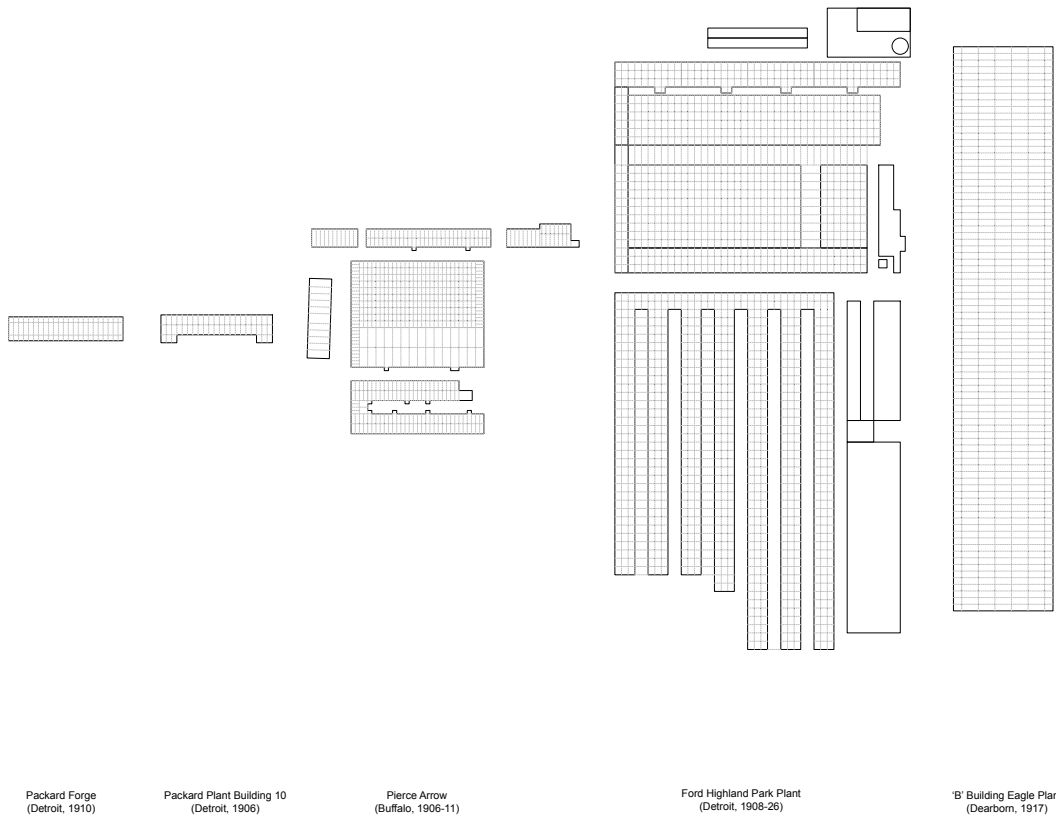 Packard Forge
(Detroit, 1910)
Packard Plant Building 10
(Detroit, 1906)
Pierce Arrow
(Buffalo, 1906-11)
Ford Highland Park Plant
(Detroit, 1908-26)
'B' Building Eagle Plan
(Dearborn, 1917)